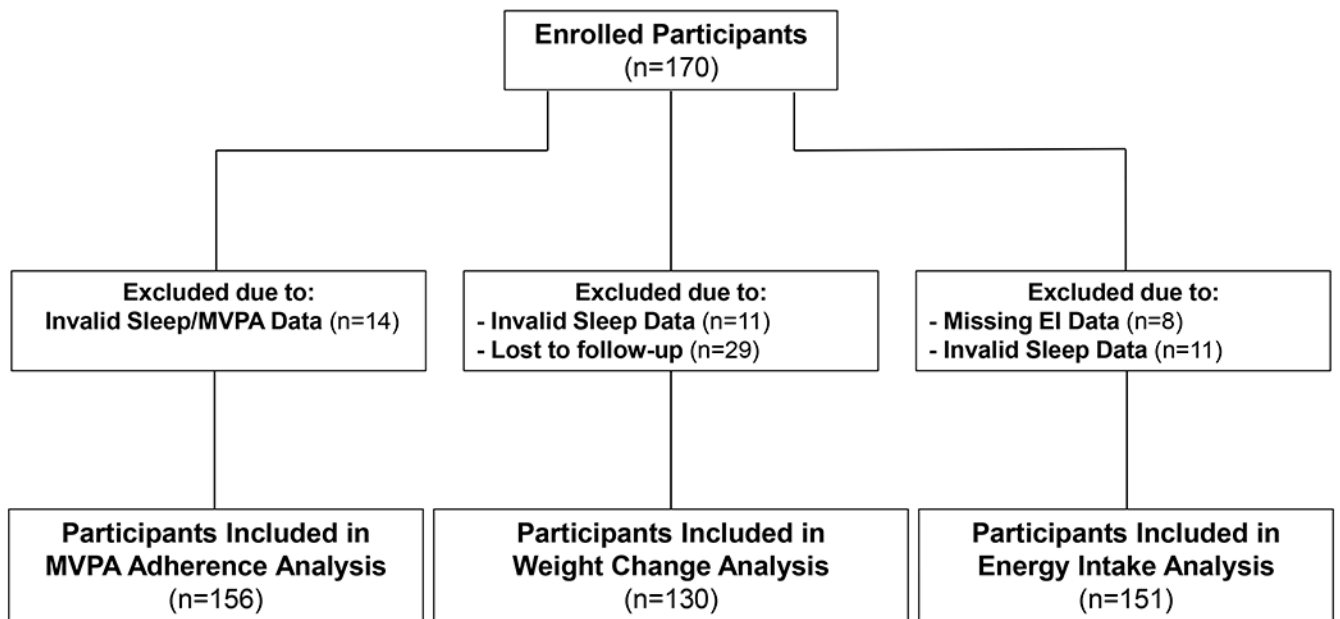 Enrolled Participants
(n=170)
Excluded due to:
Invalid Sleep/MVPA Data (n=14)
Excluded due to:
- Invalid Sleep Data (n=11)
- Lost to follow-up (n=29)
Excluded due to:
- Missing EI Data (n=8)
- Invalid Sleep Data (n=11)
Participants Included in
MVPA Adherence Analysis
(n=156)
Participants Included in
Weight Change Analysis
(n=130)
Participants Included in
Energy Intake Analysis
(n=151)